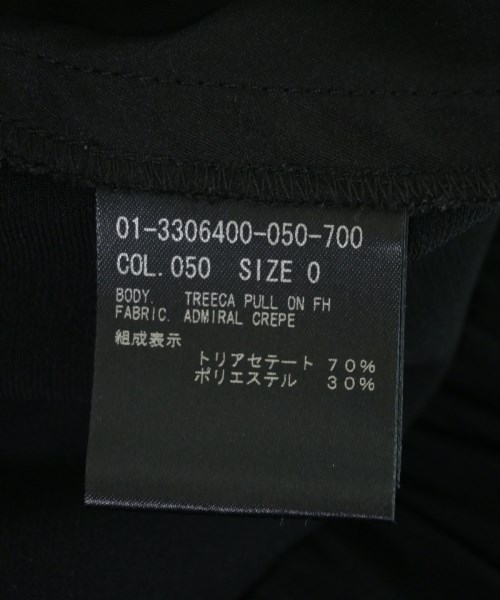 01-3306400-050-700
COL. 050 SIZE 0
BODY. TREECA PULL ON FH
FABRIC. ADMIRAL CREPE
組成表示
トリアセテート 70%
ポリエステル 30%